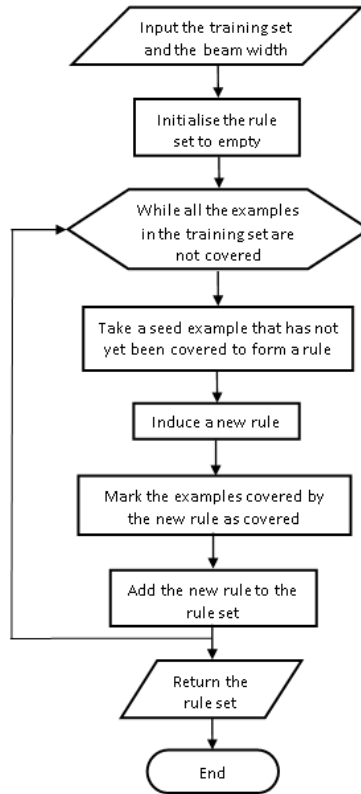 Input the training set
and the beam width
Initialise the rule
set to empty
While all the examples
in the training set are
not covered
Take a seed example that has not
yet been covered to form a rule
Induce a new rule
Mark the examples covered by
the new rule as covered
Add the new rule to the
rule set
Return the
rule set
End